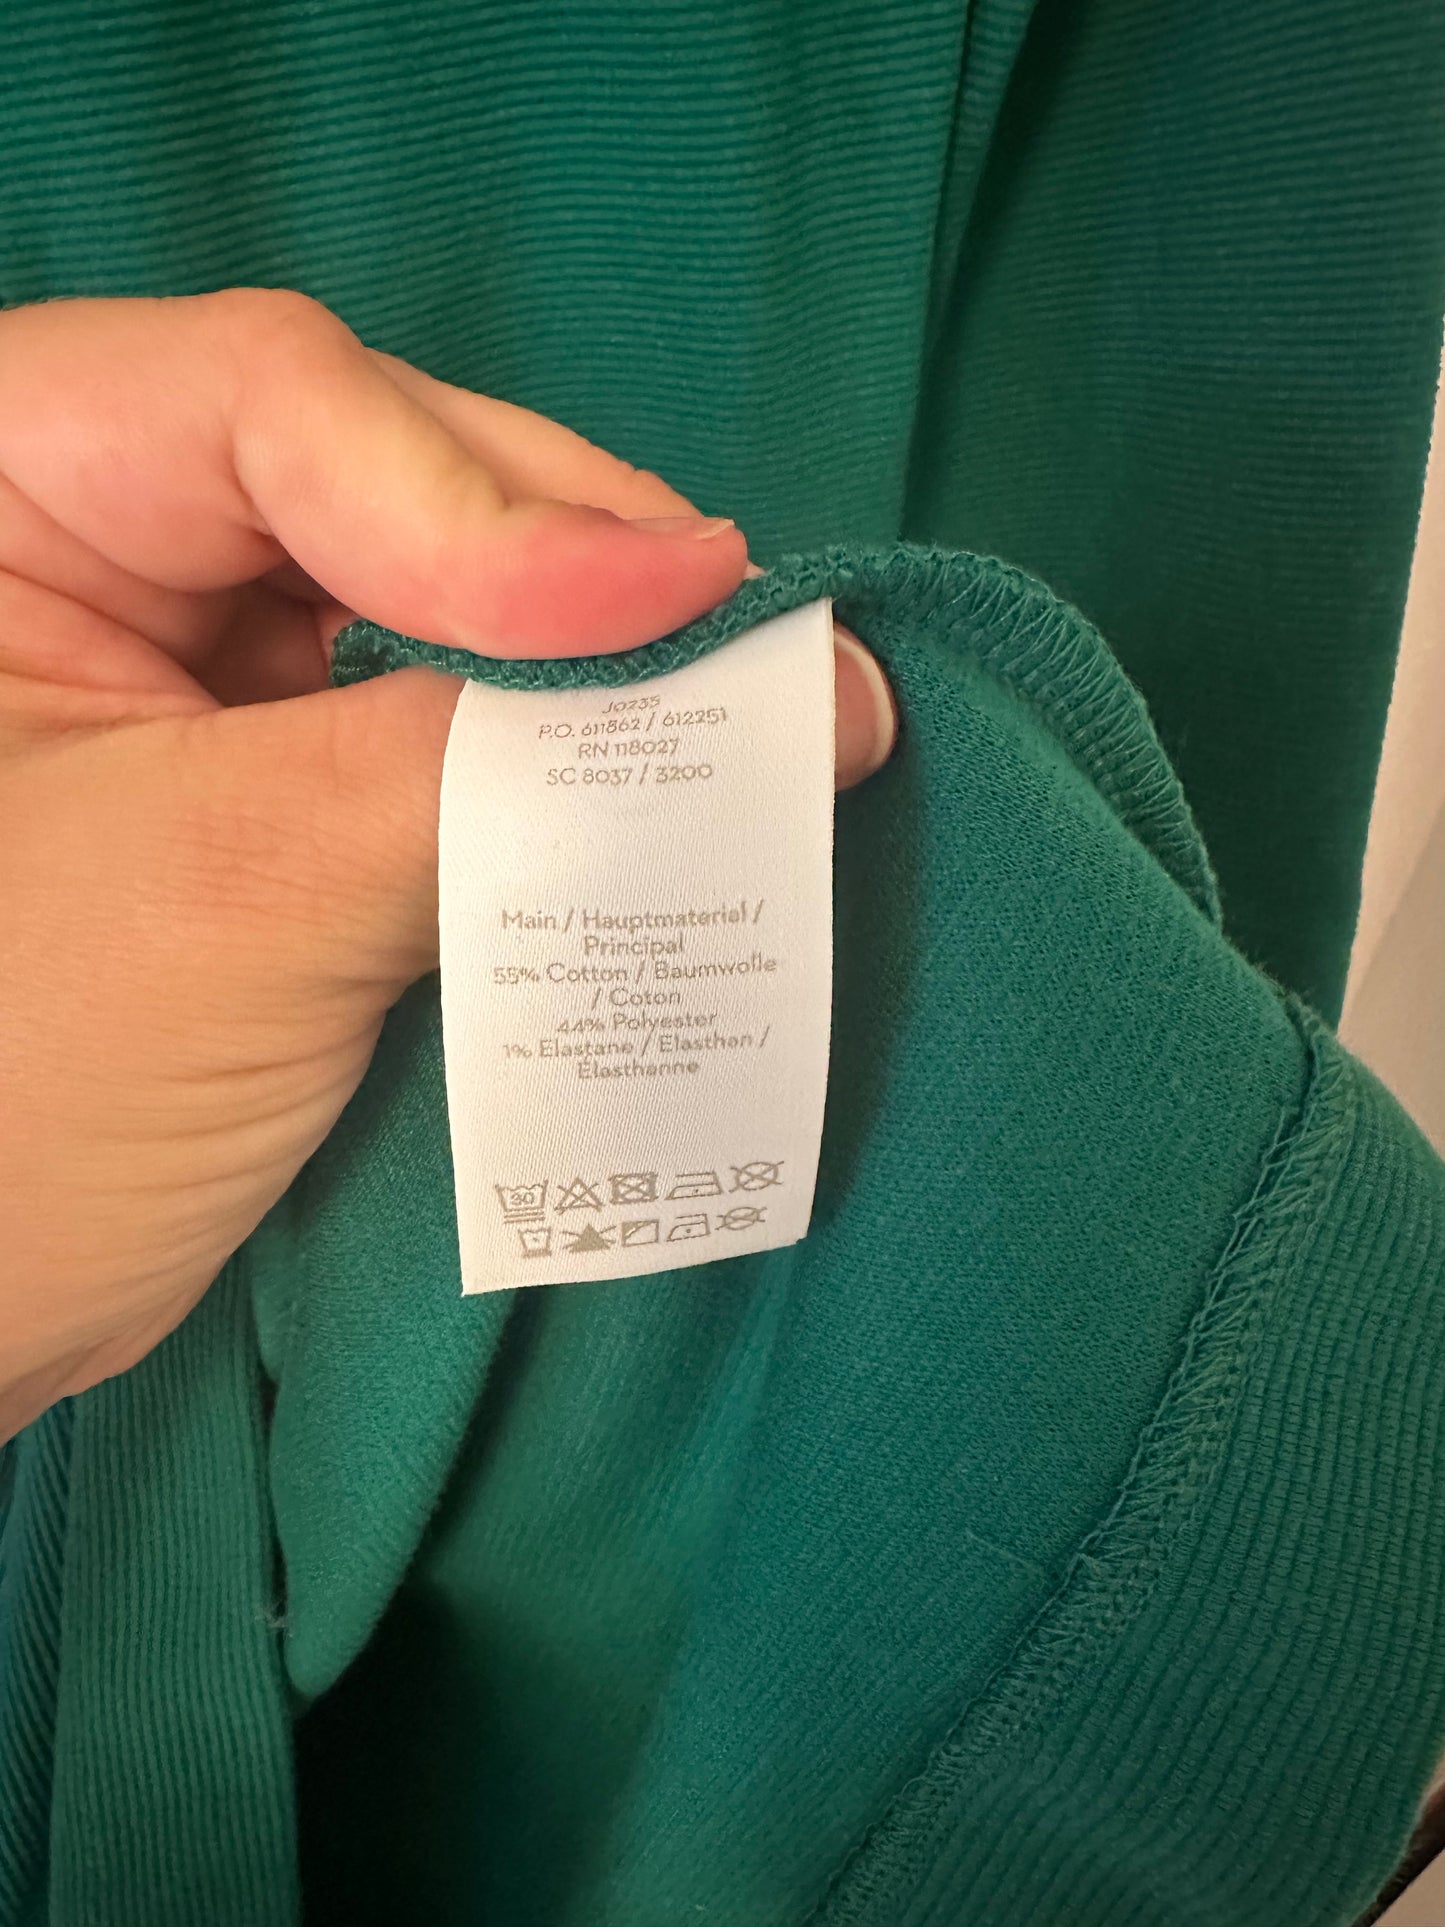 J0235
P.O. 611862 / 612251
RN 118027
SC 8037 / 3200
Main / Hauptmaterial /
Principal
55% Cotton / Baumwolle
/ Coton
44% Polyester
1% Elastane / Elasthan /
Elasthanne
30